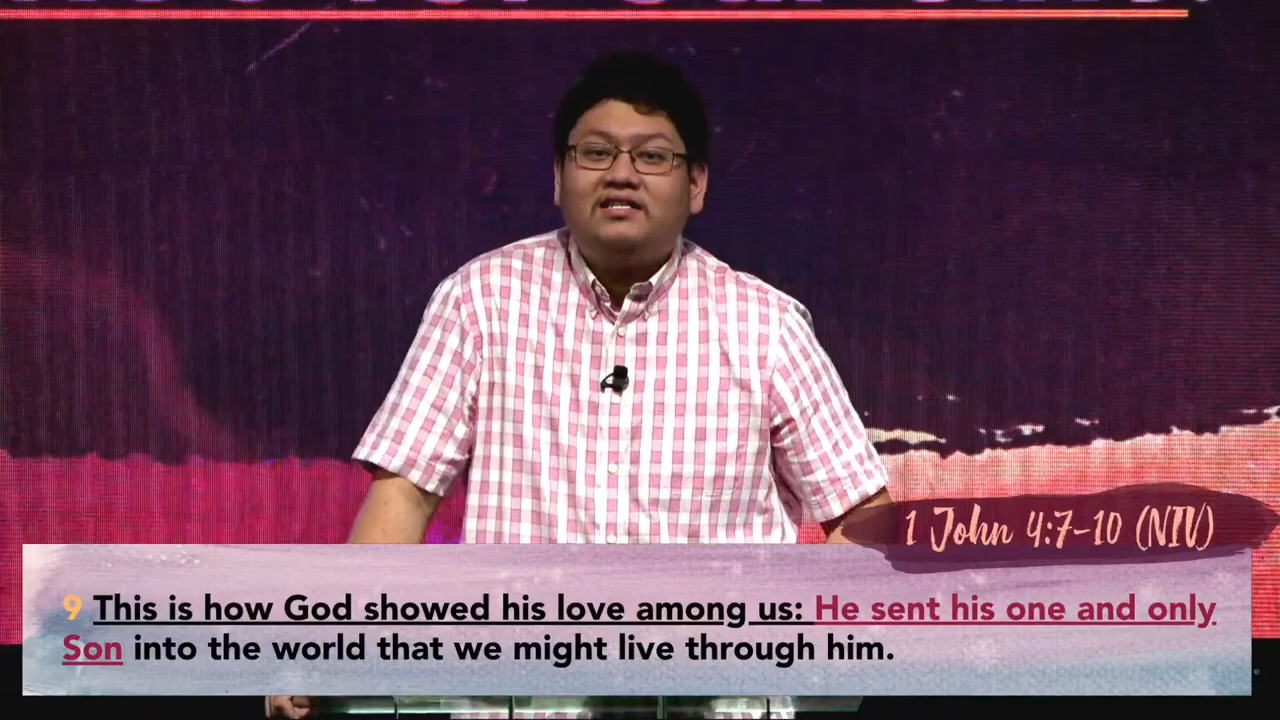 1 John 4:7-10 (NIV)
9 This is how God showed his love among us: He sent his one and only
Son into the world that we might live through him.